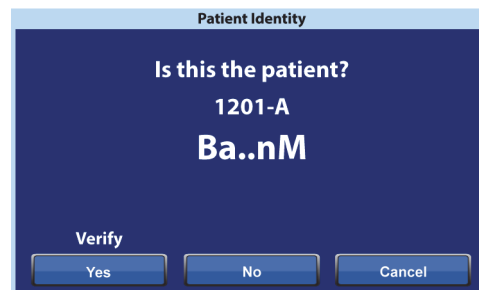 Patient Identity
Is this the patient?
1201-A
Ba..nM
Verify
Yes No Cancel